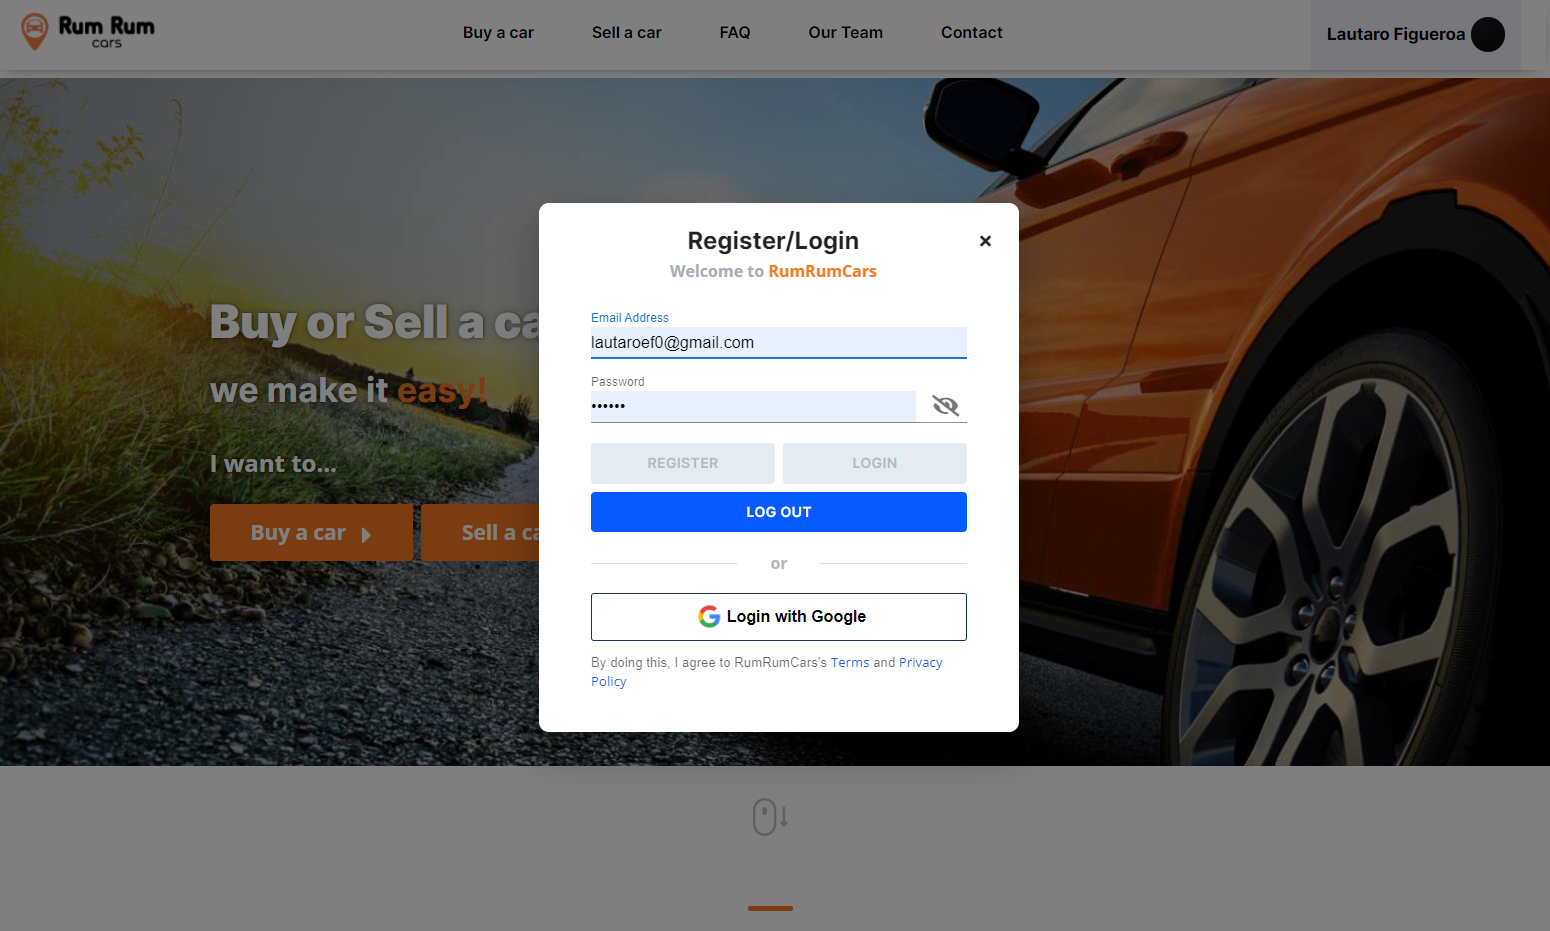 Rum Rum
cars
Buy a car
Sell a car
FAQ
Our Team
Contact
Lautaro Figueroa
Register/Login
×
Welcome to RumRumCars
Email Address
lautaroef0@gmail.com
Password
••••••
REGISTER
LOGIN
LOG OUT
or
Login with Google
By doing this, I agree to RumRumCars's Terms and Privacy
Policy
Buy or Sell a ca
we make it easy!
I want to...
Buy a car
Sell a ca